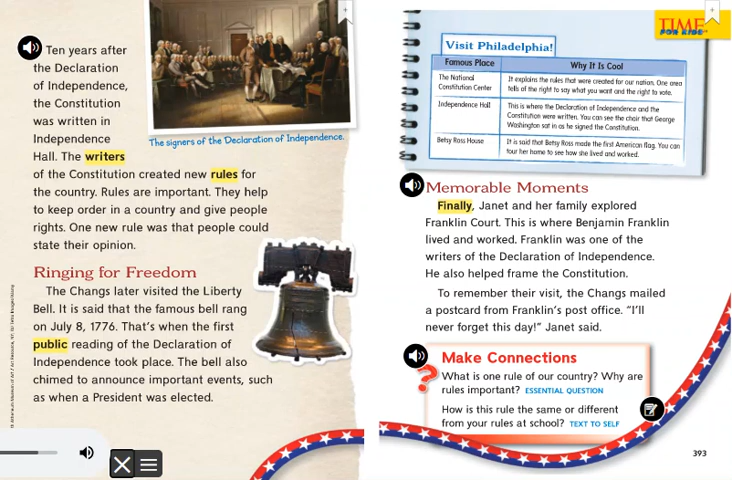 Ten years after
the Declaration
of Independence,
the Constitution
was written in
Independence
Hall. The writers
of the Constitution created new rules for
the country. Rules are important. They help
to keep order in a country and give people
rights. One new rule was that people could
state their opinion.
The signers of the Declaration of Independence.
Ringing for Freedom
The Changs later visited the Liberty
Bell. It is said that the famous bell rang
on July 8, 1776. That's when the first
public reading of the Declaration of
Independence took place. The bell also
chimed to announce important events, such
as when a President was elected.
TIME
FOR KIDS
Visit Philadelphia!
Famous Place Why It Is Cool
The National
Constitution Center
It explains the rules that were created for our nation. One area
tells of the right to say what you want and the right to vote.
Independence Hall
This is where the Declaration of Independence and the
Constitution were written. You can see the chair that George
Washington sat in as he signed the Constitution.
Betsy Ross House
It is said that Betsy Ross made the first American flag. You can
tour her home to see how she lived and worked.
Memorable Moments
Finally, Janet and her family explored
Franklin Court. This is where Benjamin Franklin
lived and worked. Franklin was one of the
writers of the Declaration of Independence.
He also helped frame the Constitution.
To remember their visit, the Changs mailed
a postcard from Franklin's post office. "I'll
never forget this day!" Janet said.
Make Connections
What is one rule of our country? Why are
rules important? ESSENTIAL QUESTION
How is this rule the same or different
from your rules at school? TEXT TO SELF
393